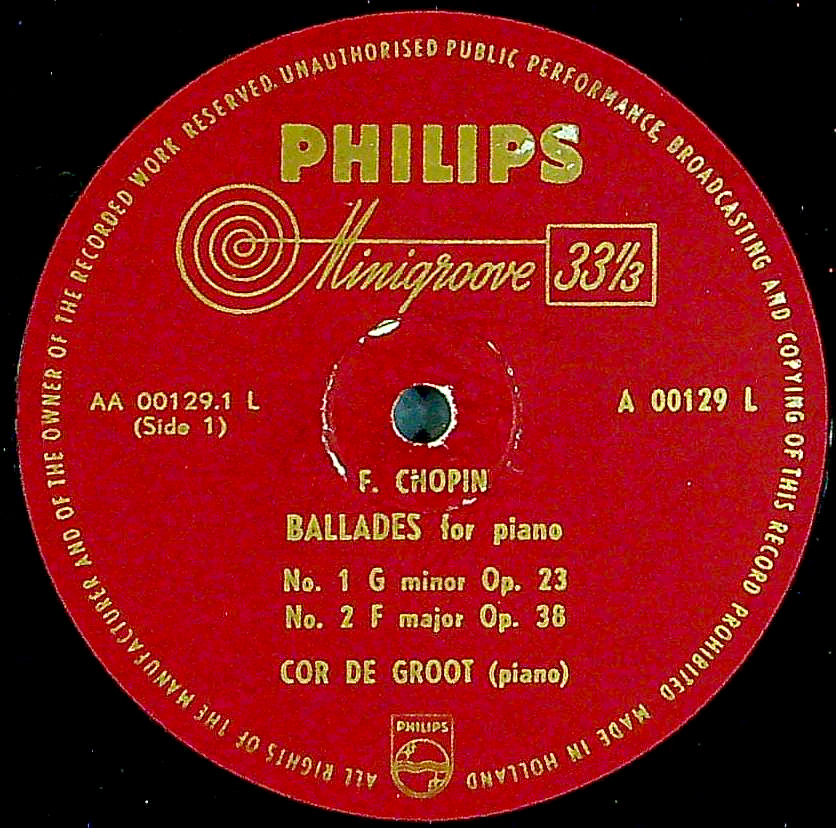 ALL RIGHTS OF THE MANUFACTURER AND OF THE OWNER OF THE RECORDED WORK RESERVED. UNAUTHORISED PUBLIC PERFORMANCE, BROADCASTING AND COPYING OF THIS RECORD PROHIBITED MADE IN HOLLAND
PHILIPS
Minigroove 33⅓
AA 00129.1 L
(Side 1)
A 00129 L
F. CHOPIN
BALLADES for piano
No. 1 G minor Op. 23
No. 2 F major Op. 38
COR DE GROOT (piano)
PHILIPS